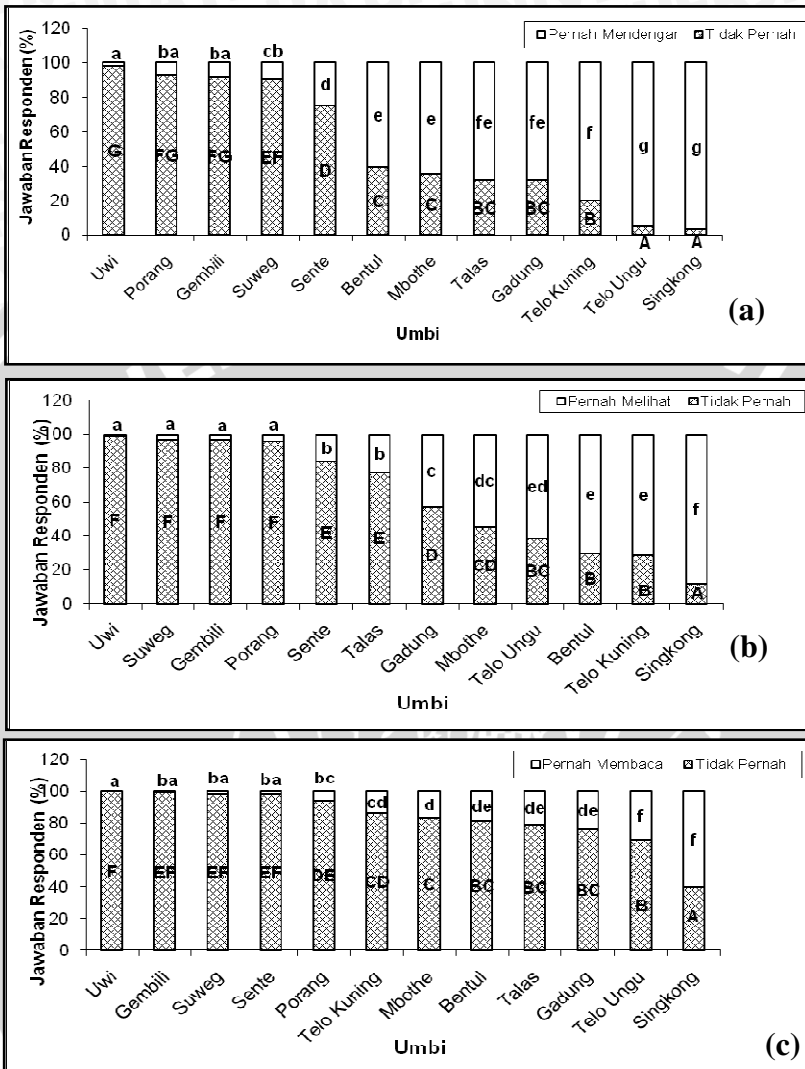 120
100
80
60
40
20
0
Jawaban Responden (%)
Pernah Mendengar Tidak Pernah
a ba ba cb d e e fe fe f g g
G FG FG EF D C C BC BC B A A
Uwi Porang Gembili Suweg Sente Bentul Mbothe Talas Gadung Telo Kuning Telo Ungu Singkong
Umbi
(a)
120
100
80
60
40
20
0
Jawaban Responden (%)
Pernah Melihat Tidak Pernah
a a a a b b c dc ed e e f
F F F F E E D CD BC B B A
Uwi Suweg Gembili Porang Sente Talas Gadung Mbothe Telo Ungu Bentul Telo Kuning Singkong
Umbi
(b)
120
100
80
60
40
20
0
Jawaban Responden (%)
Pernah Membaca Tidak Pernah
a ba ba ba bc cd d de de de f f
F EF EF EF DE CD C BC BC BC B A
Uwi Gembili Suweg Sente Porang Telo Kuning Mbothe Bentul Talas Gadung Telo Ungu Singkong
Umbi
(c)